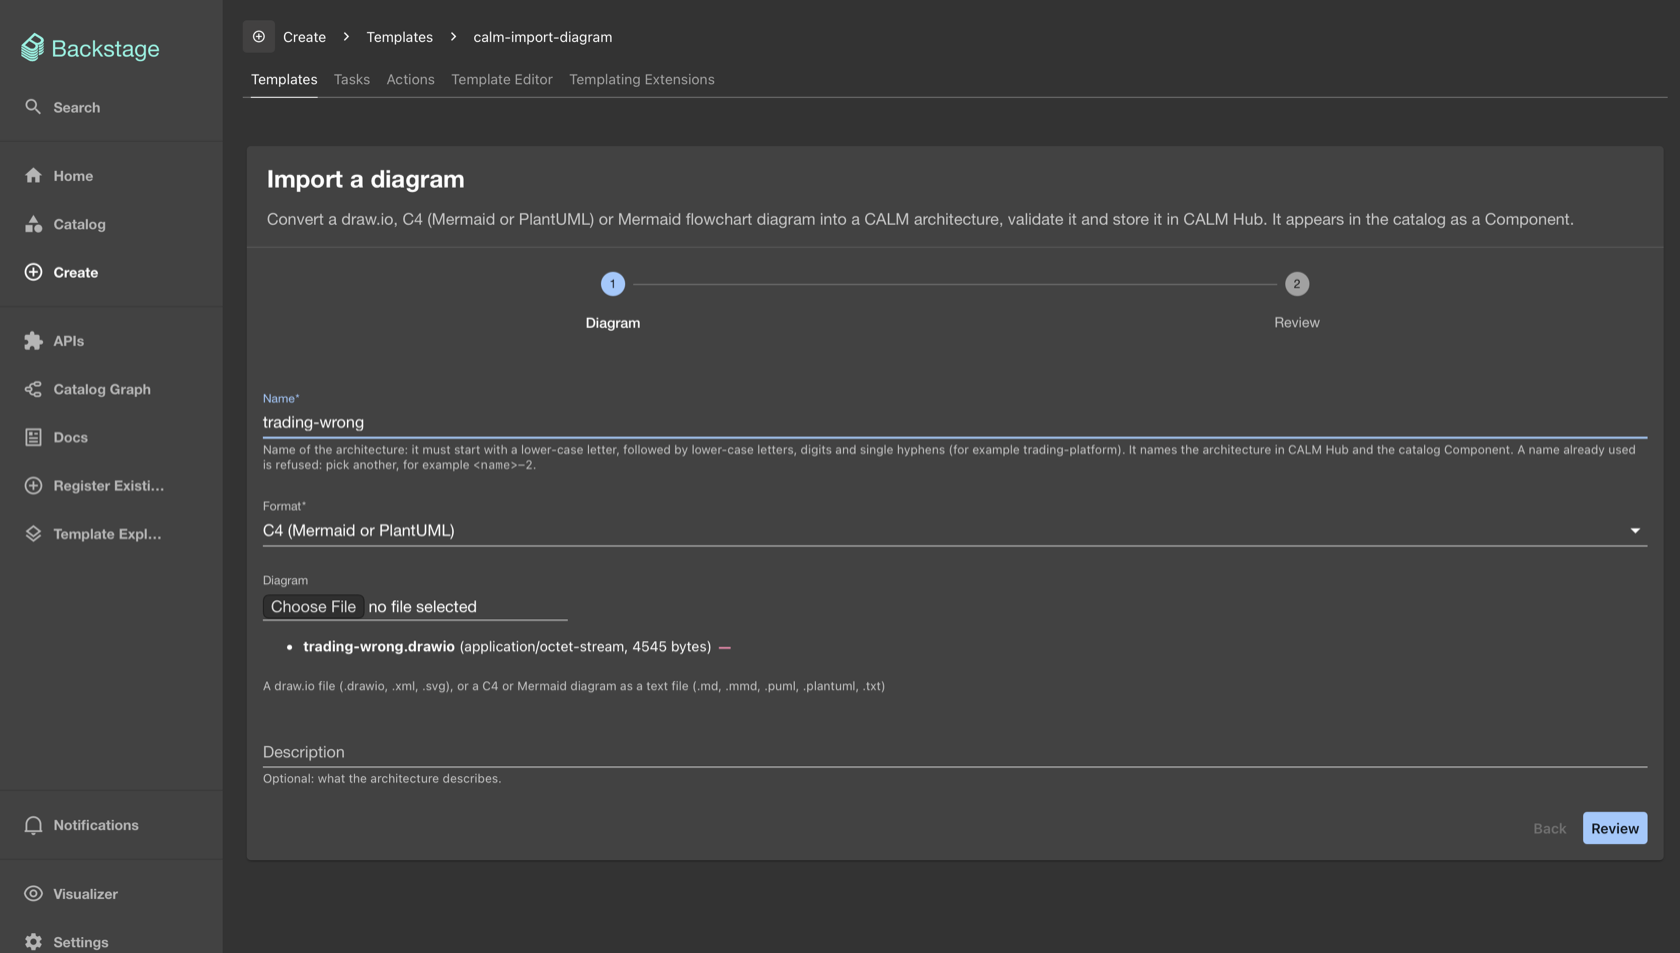 Backstage
Search
Home
Catalog
Create
APIs
Catalog Graph
Docs
Register Existi...
Template Expl...
Notifications
Visualizer
Settings
Create > Templates > calm-import-diagram
Templates Tasks Actions Template Editor Templating Extensions
Import a diagram
Convert a draw.io, C4 (Mermaid or PlantUML) or Mermaid flowchart diagram into a CALM architecture, validate it and store it in CALM Hub. It appears in the catalog as a Component.
1 2
Diagram Review
Name*
trading-wrong
Name of the architecture: it must start with a lower-case letter, followed by lower-case letters, digits and single hyphens (for example trading-platform). It names the architecture in CALM Hub and the catalog Component. A name already used
is refused: pick another, for example <name>-2.
Format*
C4 (Mermaid or PlantUML)
Diagram
Choose File no file selected
• trading-wrong.drawio (application/octet-stream, 4545 bytes) —
A draw.io file (.drawio, .xml, .svg), or a C4 or Mermaid diagram as a text file (.md, .mmd, .puml, .plantuml, .txt)
Description
Optional: what the architecture describes.
Back Review